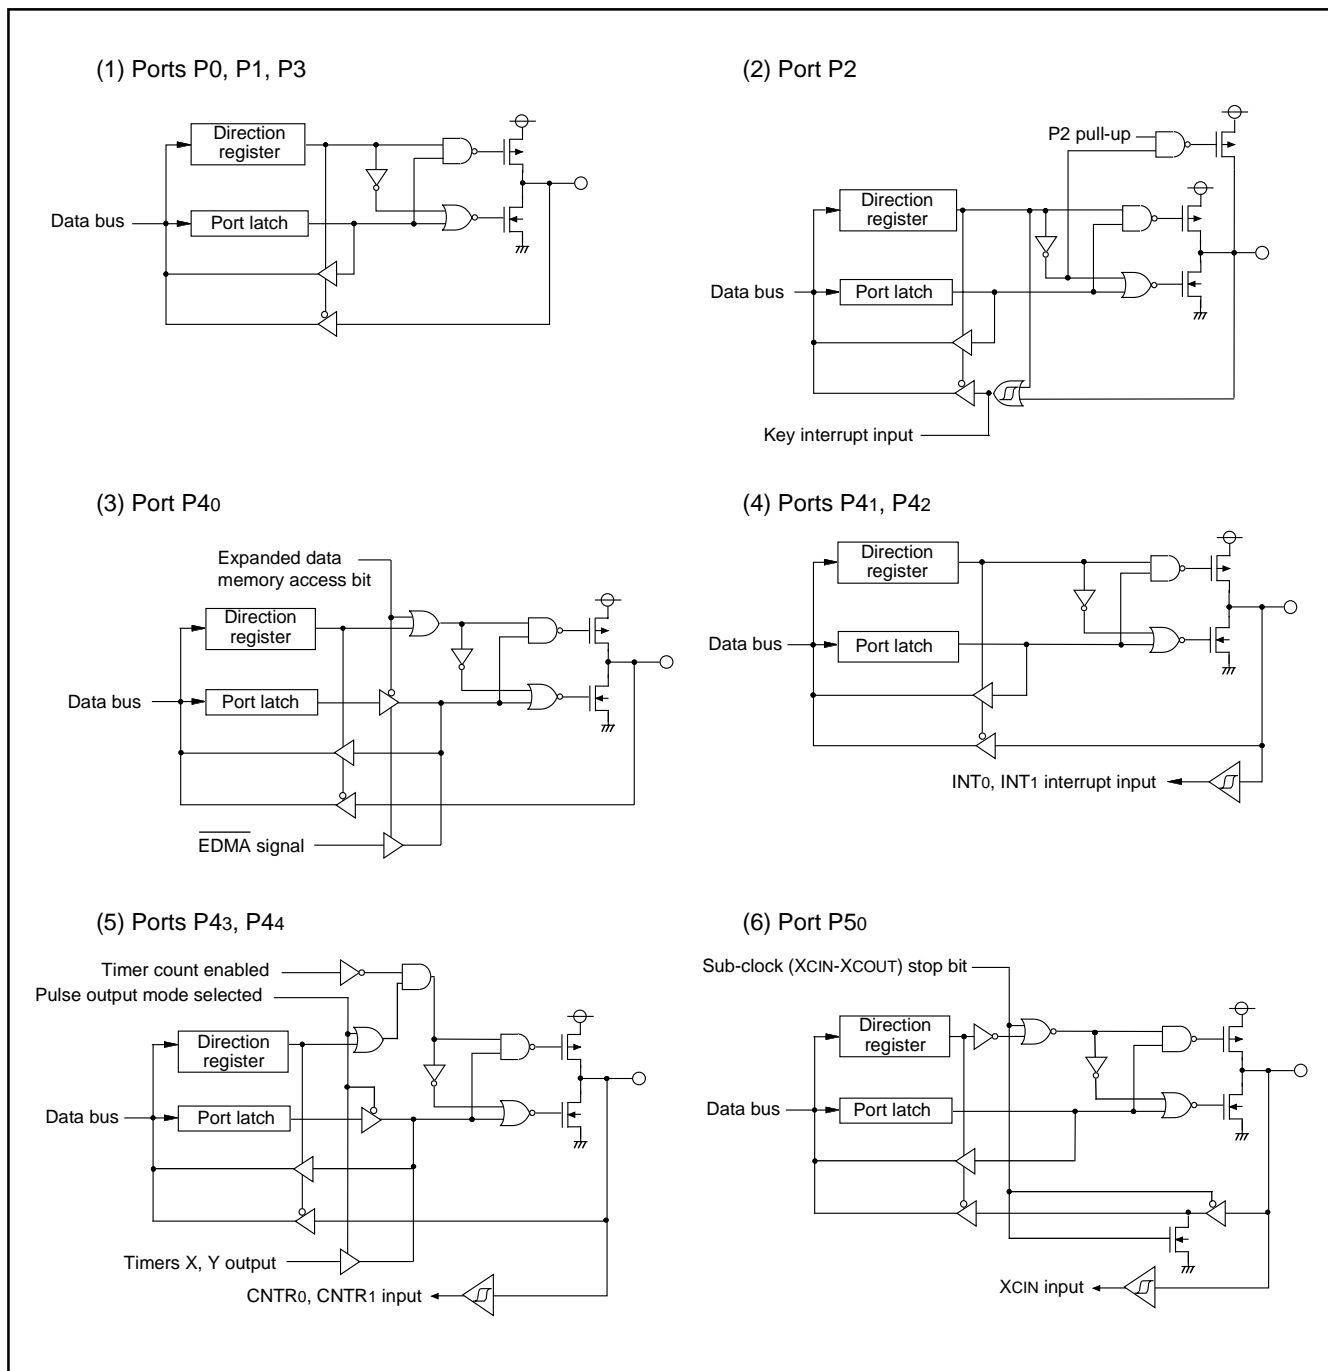 (1) Ports P0, P1, P3
Direction
register
Data bus
Port latch
(2) Port P2
P2 pull-up
Direction
register
Data bus
Port latch
Key interrupt input
(3) Port P40
Expanded data
memory access bit
Direction
register
Data bus
Port latch
EDMA signal
(4) Ports P41, P42
Direction
register
Data bus
Port latch
INT0, INT1 interrupt input
(5) Ports P43, P44
Timer count enabled
Pulse output mode selected
Direction
register
Data bus
Port latch
Timers X, Y output
CNTR0, CNTR1 input
(6) Port P50
Sub-clock (XCIN-XCOUT) stop bit
Direction
register
Data bus
Port latch
XCIN input